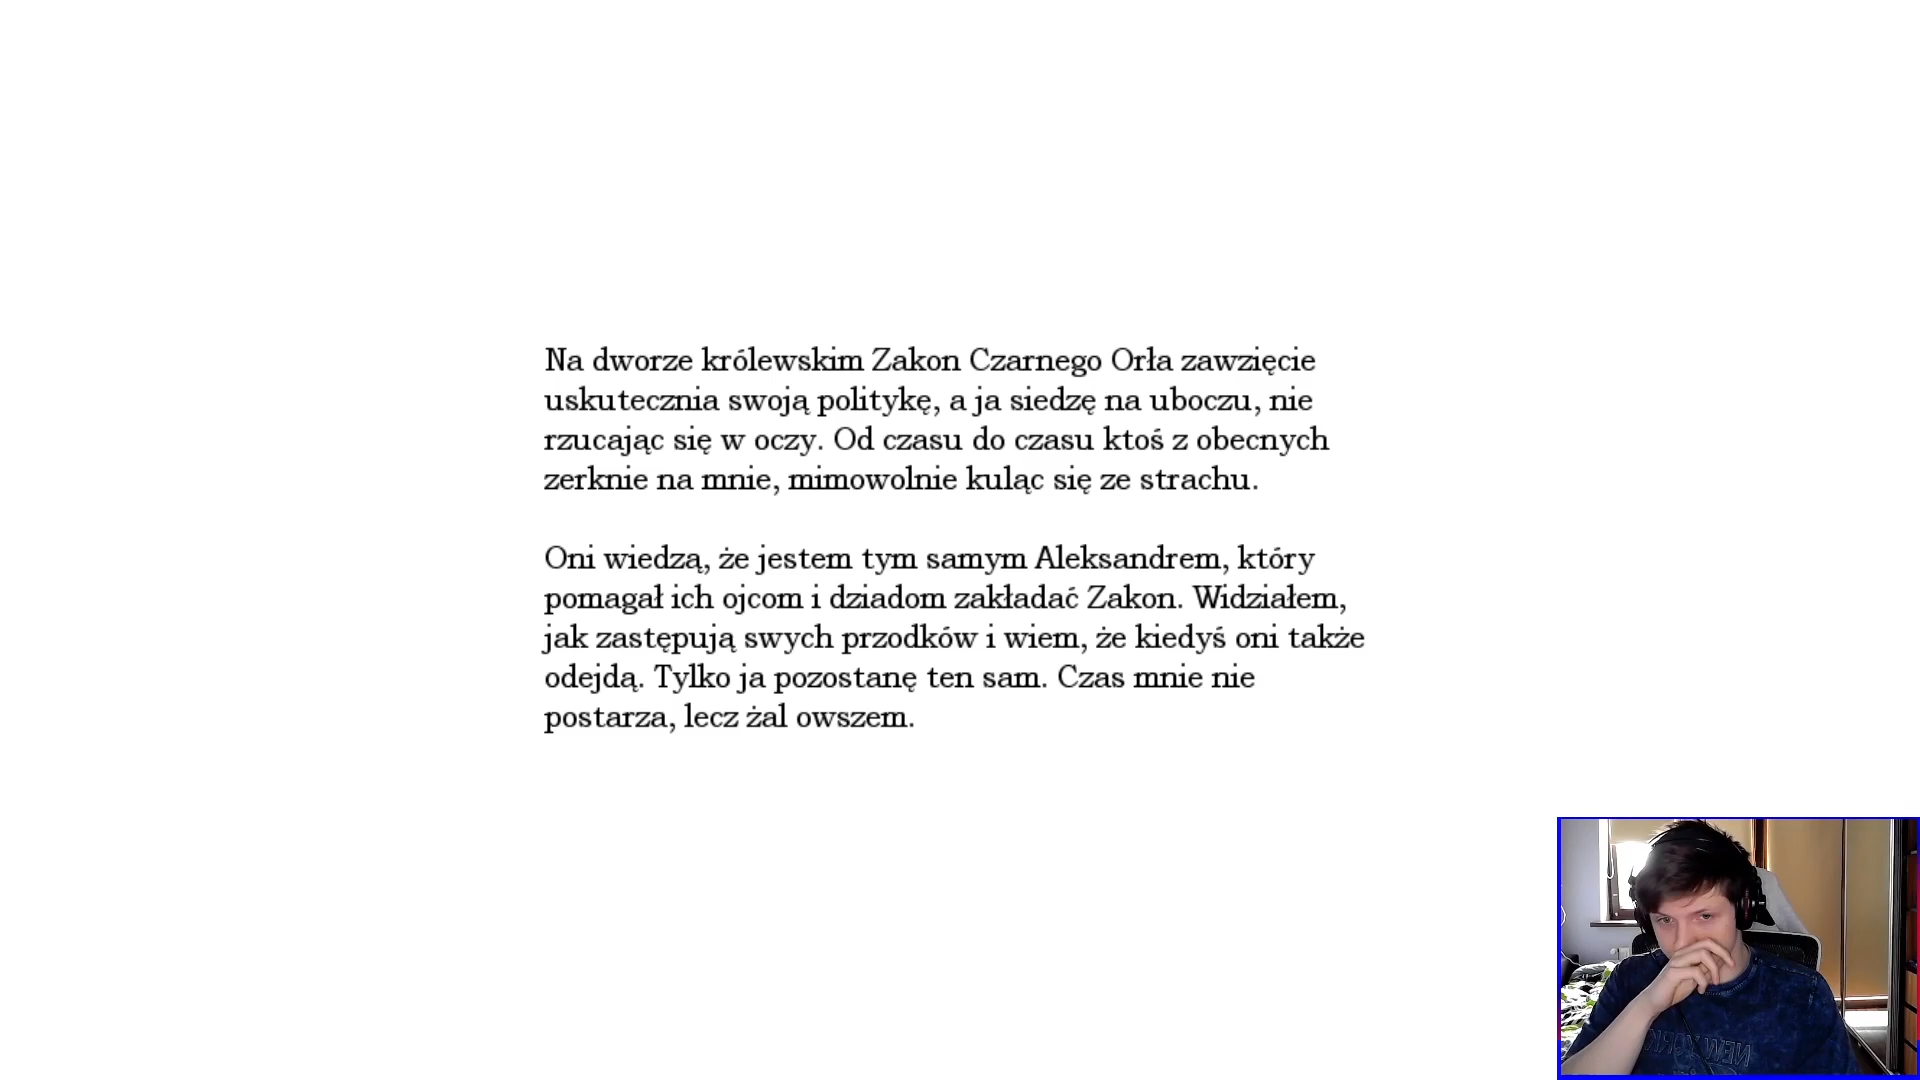 Na dworze królewskim Zakon Czarnego Orła zawzięcie
uskutecznia swoją politykę, a ja siedzę na uboczu, nie
rzucając się w oczy. Od czasu do czasu ktoś z obecnych
zerknie na mnie, mimowolnie kuląc się ze strachu.
Oni wiedzą, że jestem tym samym Aleksandrem, który
pomagał ich ojcom i dziadom zakładać Zakon. Widziałem,
jak zastępują swych przodków i wiem, że kiedyś oni także
odejdą. Tylko ja pozostanę ten sam. Czas mnie nie
postarza, lecz żal owszem.